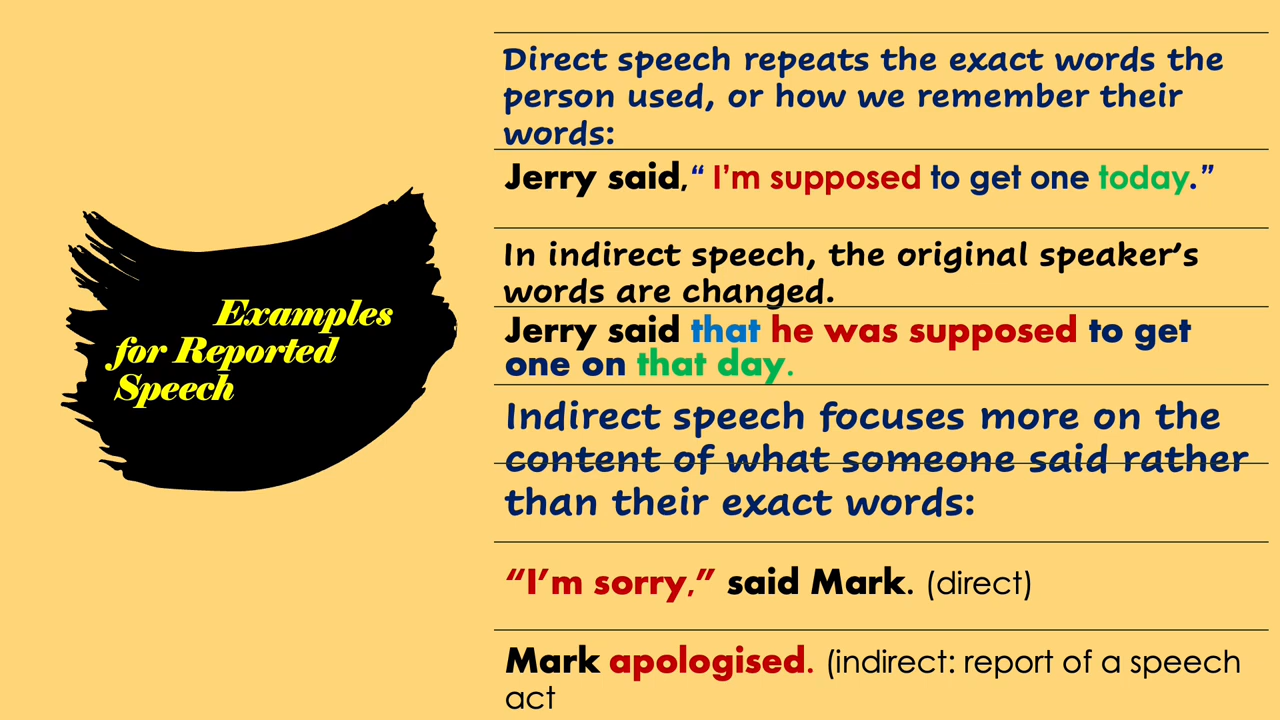 Examples
for Reported
Speech
Direct speech repeats the exact words the
person used, or how we remember their
words:
Jerry said,“ I’m supposed to get one today.”
In indirect speech, the original speaker’s
words are changed.
Jerry said that he was supposed to get
one on that day.
Indirect speech focuses more on the
content of what someone said rather
than their exact words:
“I’m sorry,” said Mark. (direct)
Mark apologised. (indirect: report of a speech
act